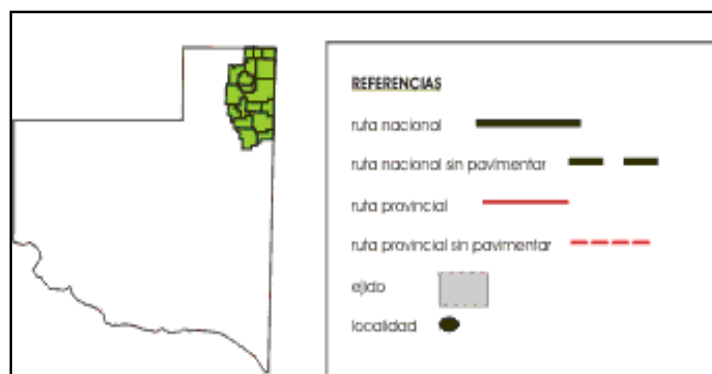 REFERENCIAS
ruta nacional
ruta nacional sin pavimentar
ruta provincial
ruta provincial sin pavimentar
ejido
localidad